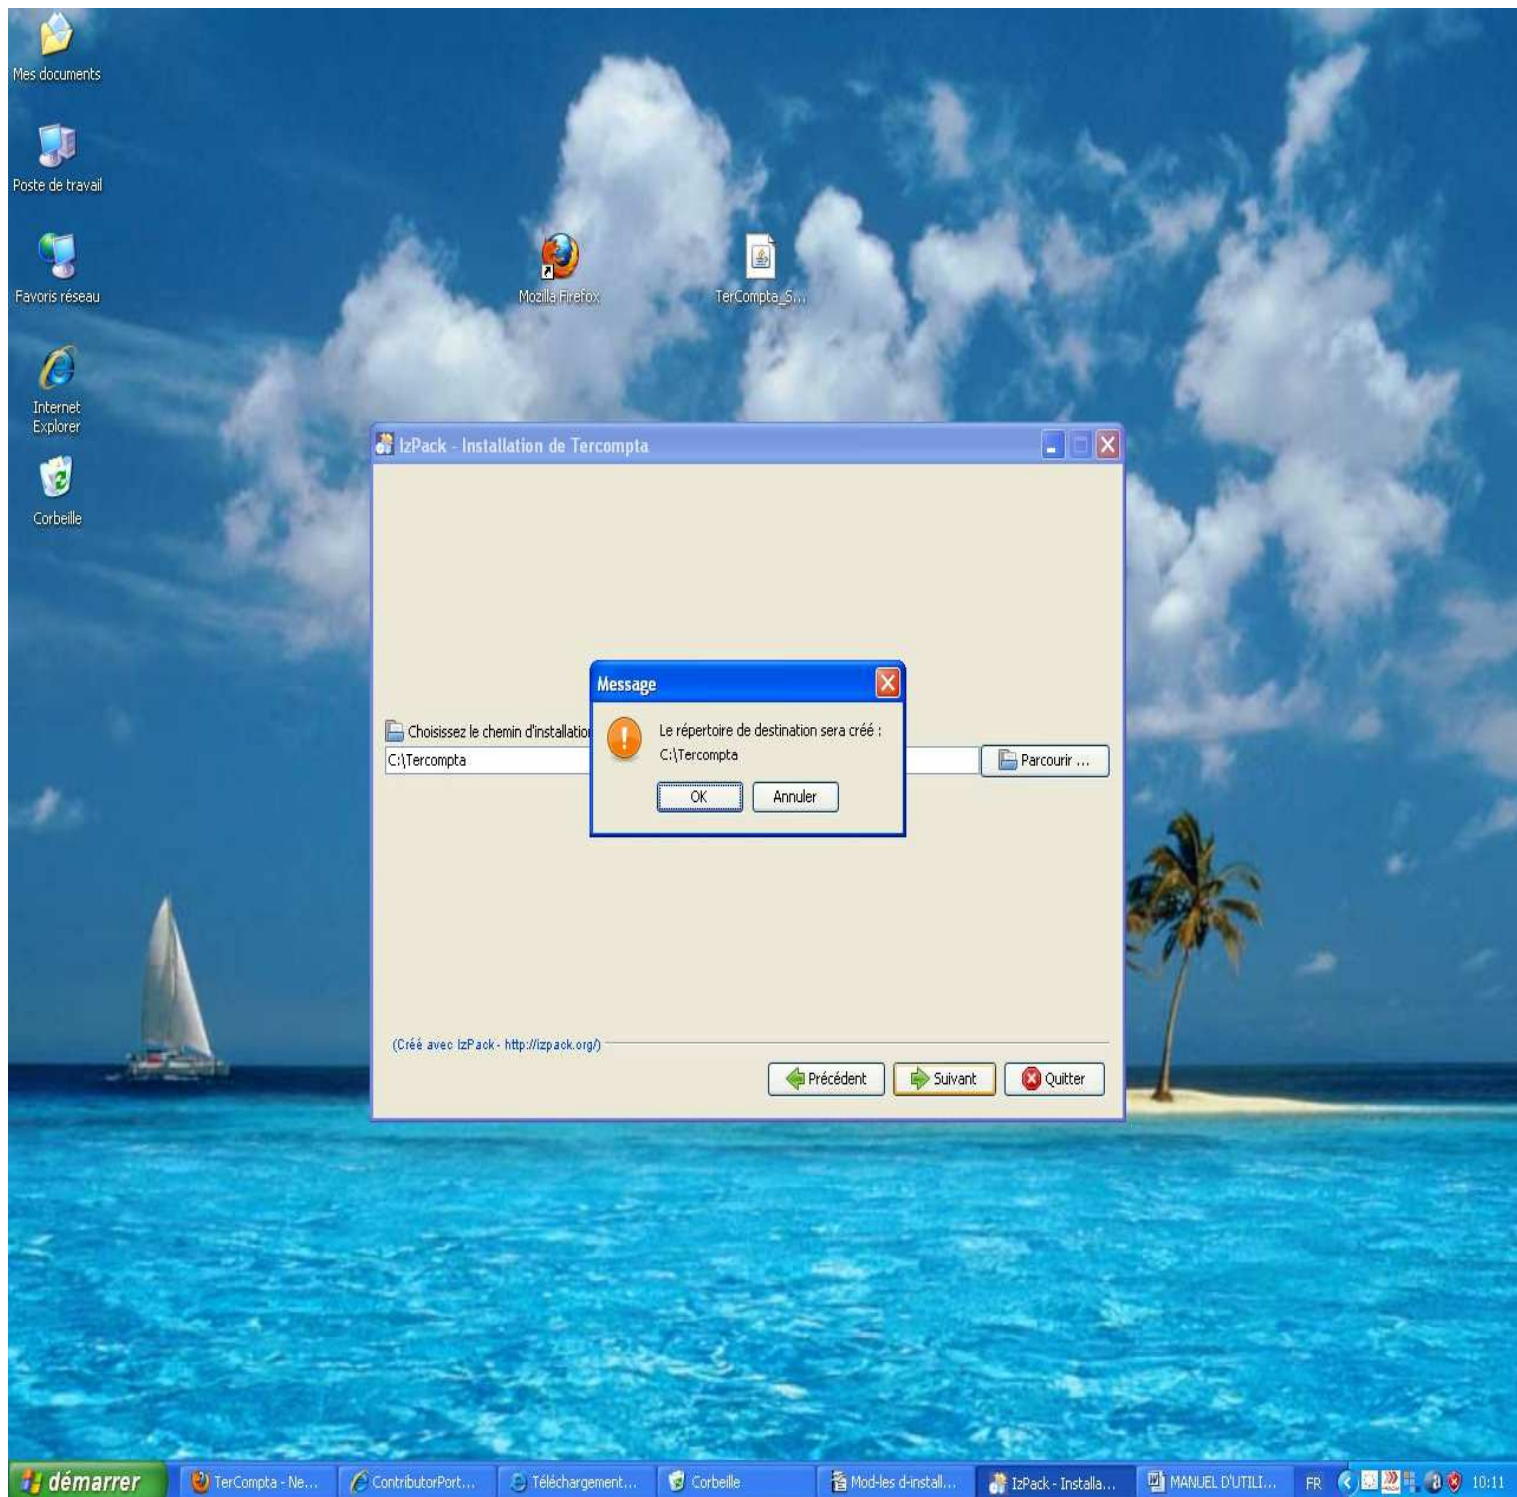 Mes documents
Poste de travail
Favoris réseau
Internet
Explorer
Corbeille
Mozilla Firefox
TerCompta_S...
IzPack - Installation de Tercompta
Choisissez le chemin d'installation
C:\Tercompta
Parcourir ...
Message
Le répertoire de destination sera créé :
C:\Tercompta
OK
Annuler
(Créé avec IzPack - http://izpack.org/)
Précédent
Suivant
Quitter
démarrer
TerCompta - Ne...
ContributorPort...
Téléchargement...
Corbeille
Mod-les d-install...
IzPack - Installa...
MANUEL D'UTILI...
FR
10:11